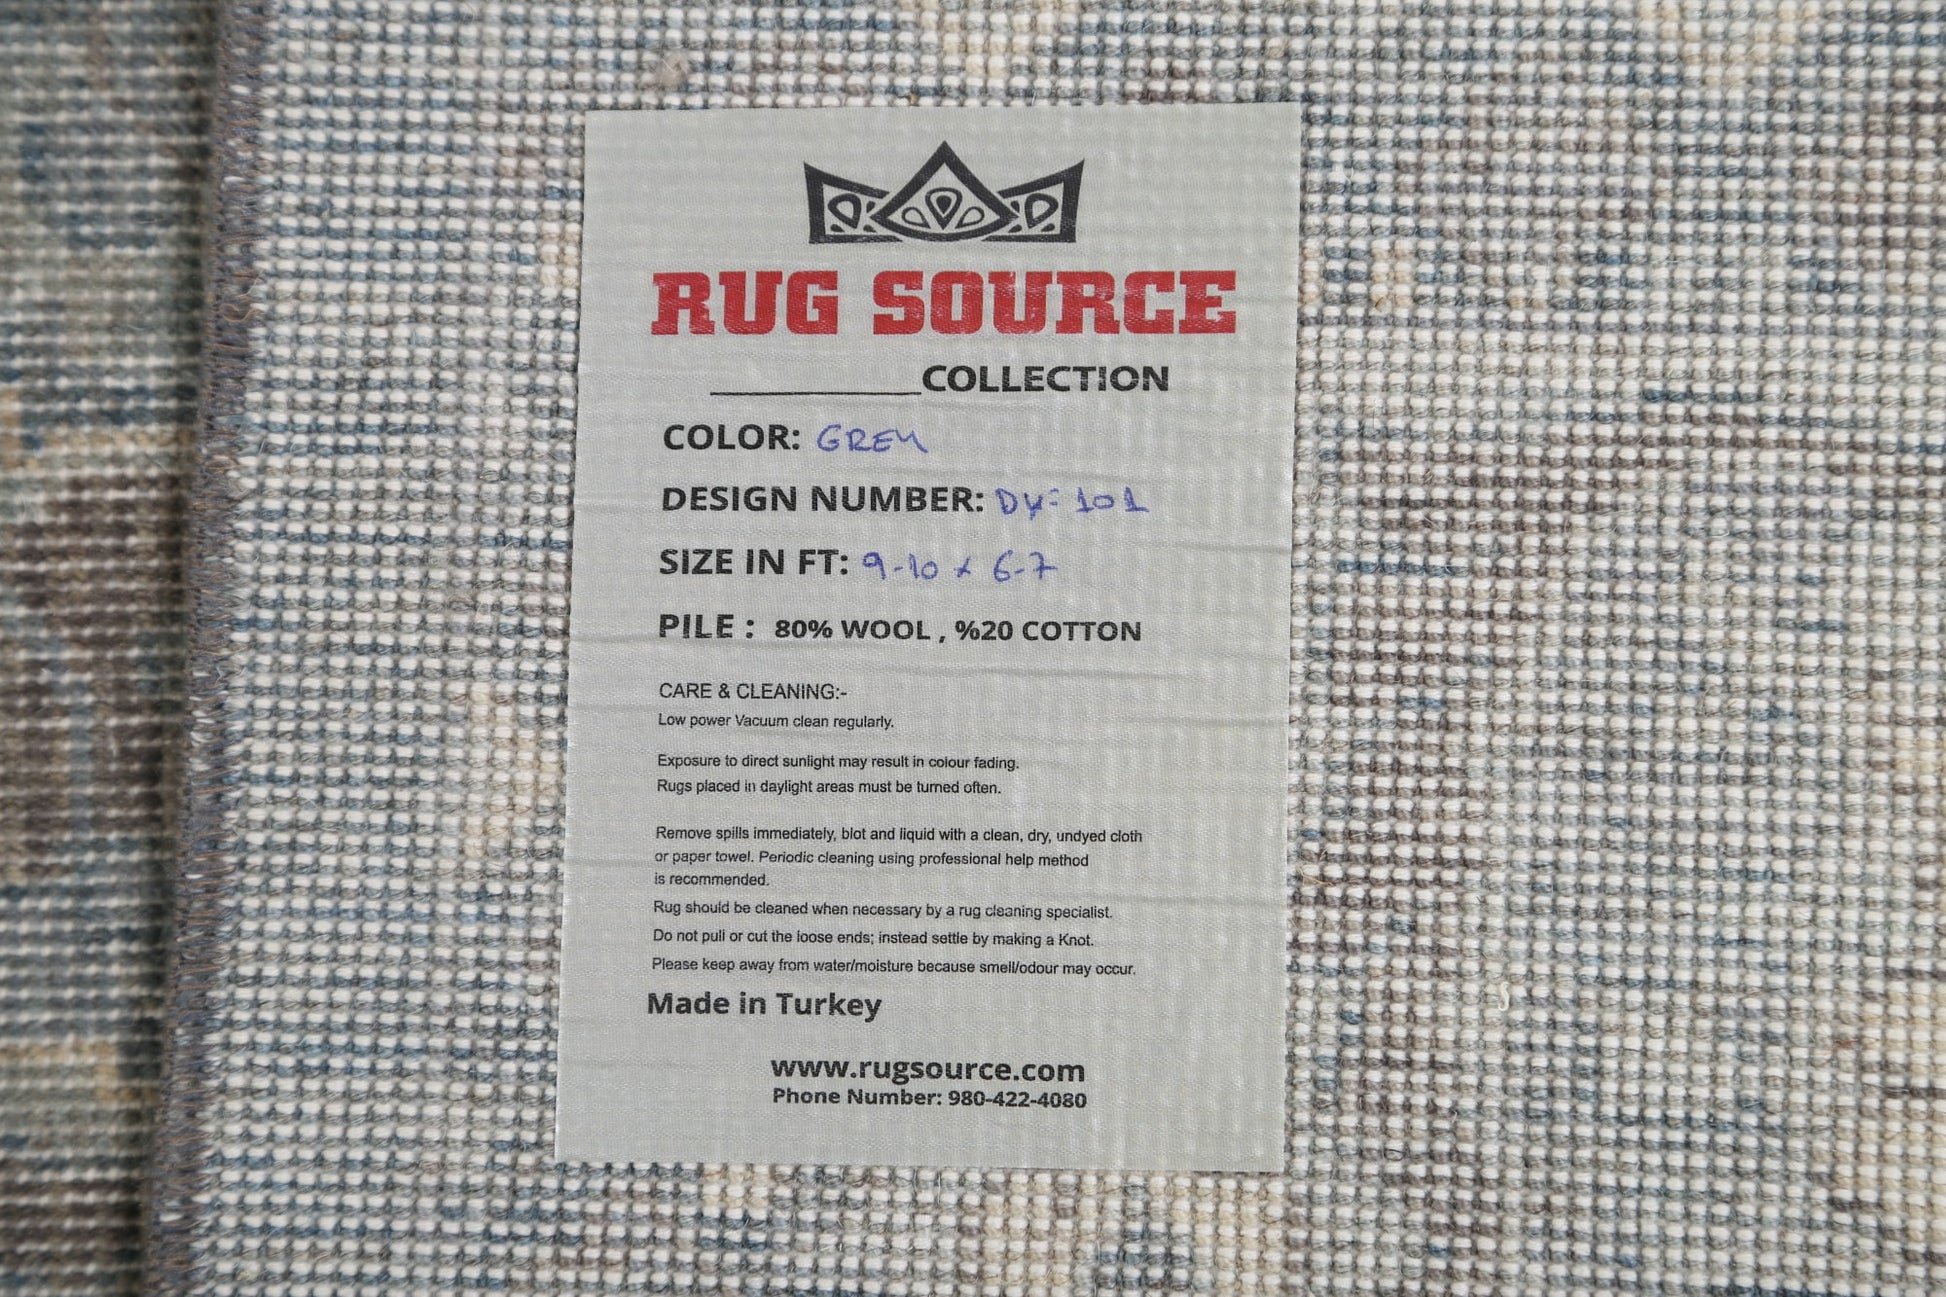 RUG SOURCE
__________COLLECTION
COLOR: GREY
DESIGN NUMBER: DY-101
SIZE IN FT: 9-10 x 6-7
PILE : 80% WOOL , %20 COTTON
CARE & CLEANING:-
Low power Vacuum clean regularly.
Exposure to direct sunlight may result in colour fading.
Rugs placed in daylight areas must be turned often.
Remove spills immediately, blot and liquid with a clean, dry, undyed cloth
or paper towel. Periodic cleaning using professional help method
is recommended.
Rug should be cleaned when necessary by a rug cleaning specialist.
Do not pull or cut the loose ends; instead settle by making a Knot.
Please keep away from water/moisture because smell/odour may occur.
Made in Turkey
www.rugsource.com
Phone Number: 980-422-4080